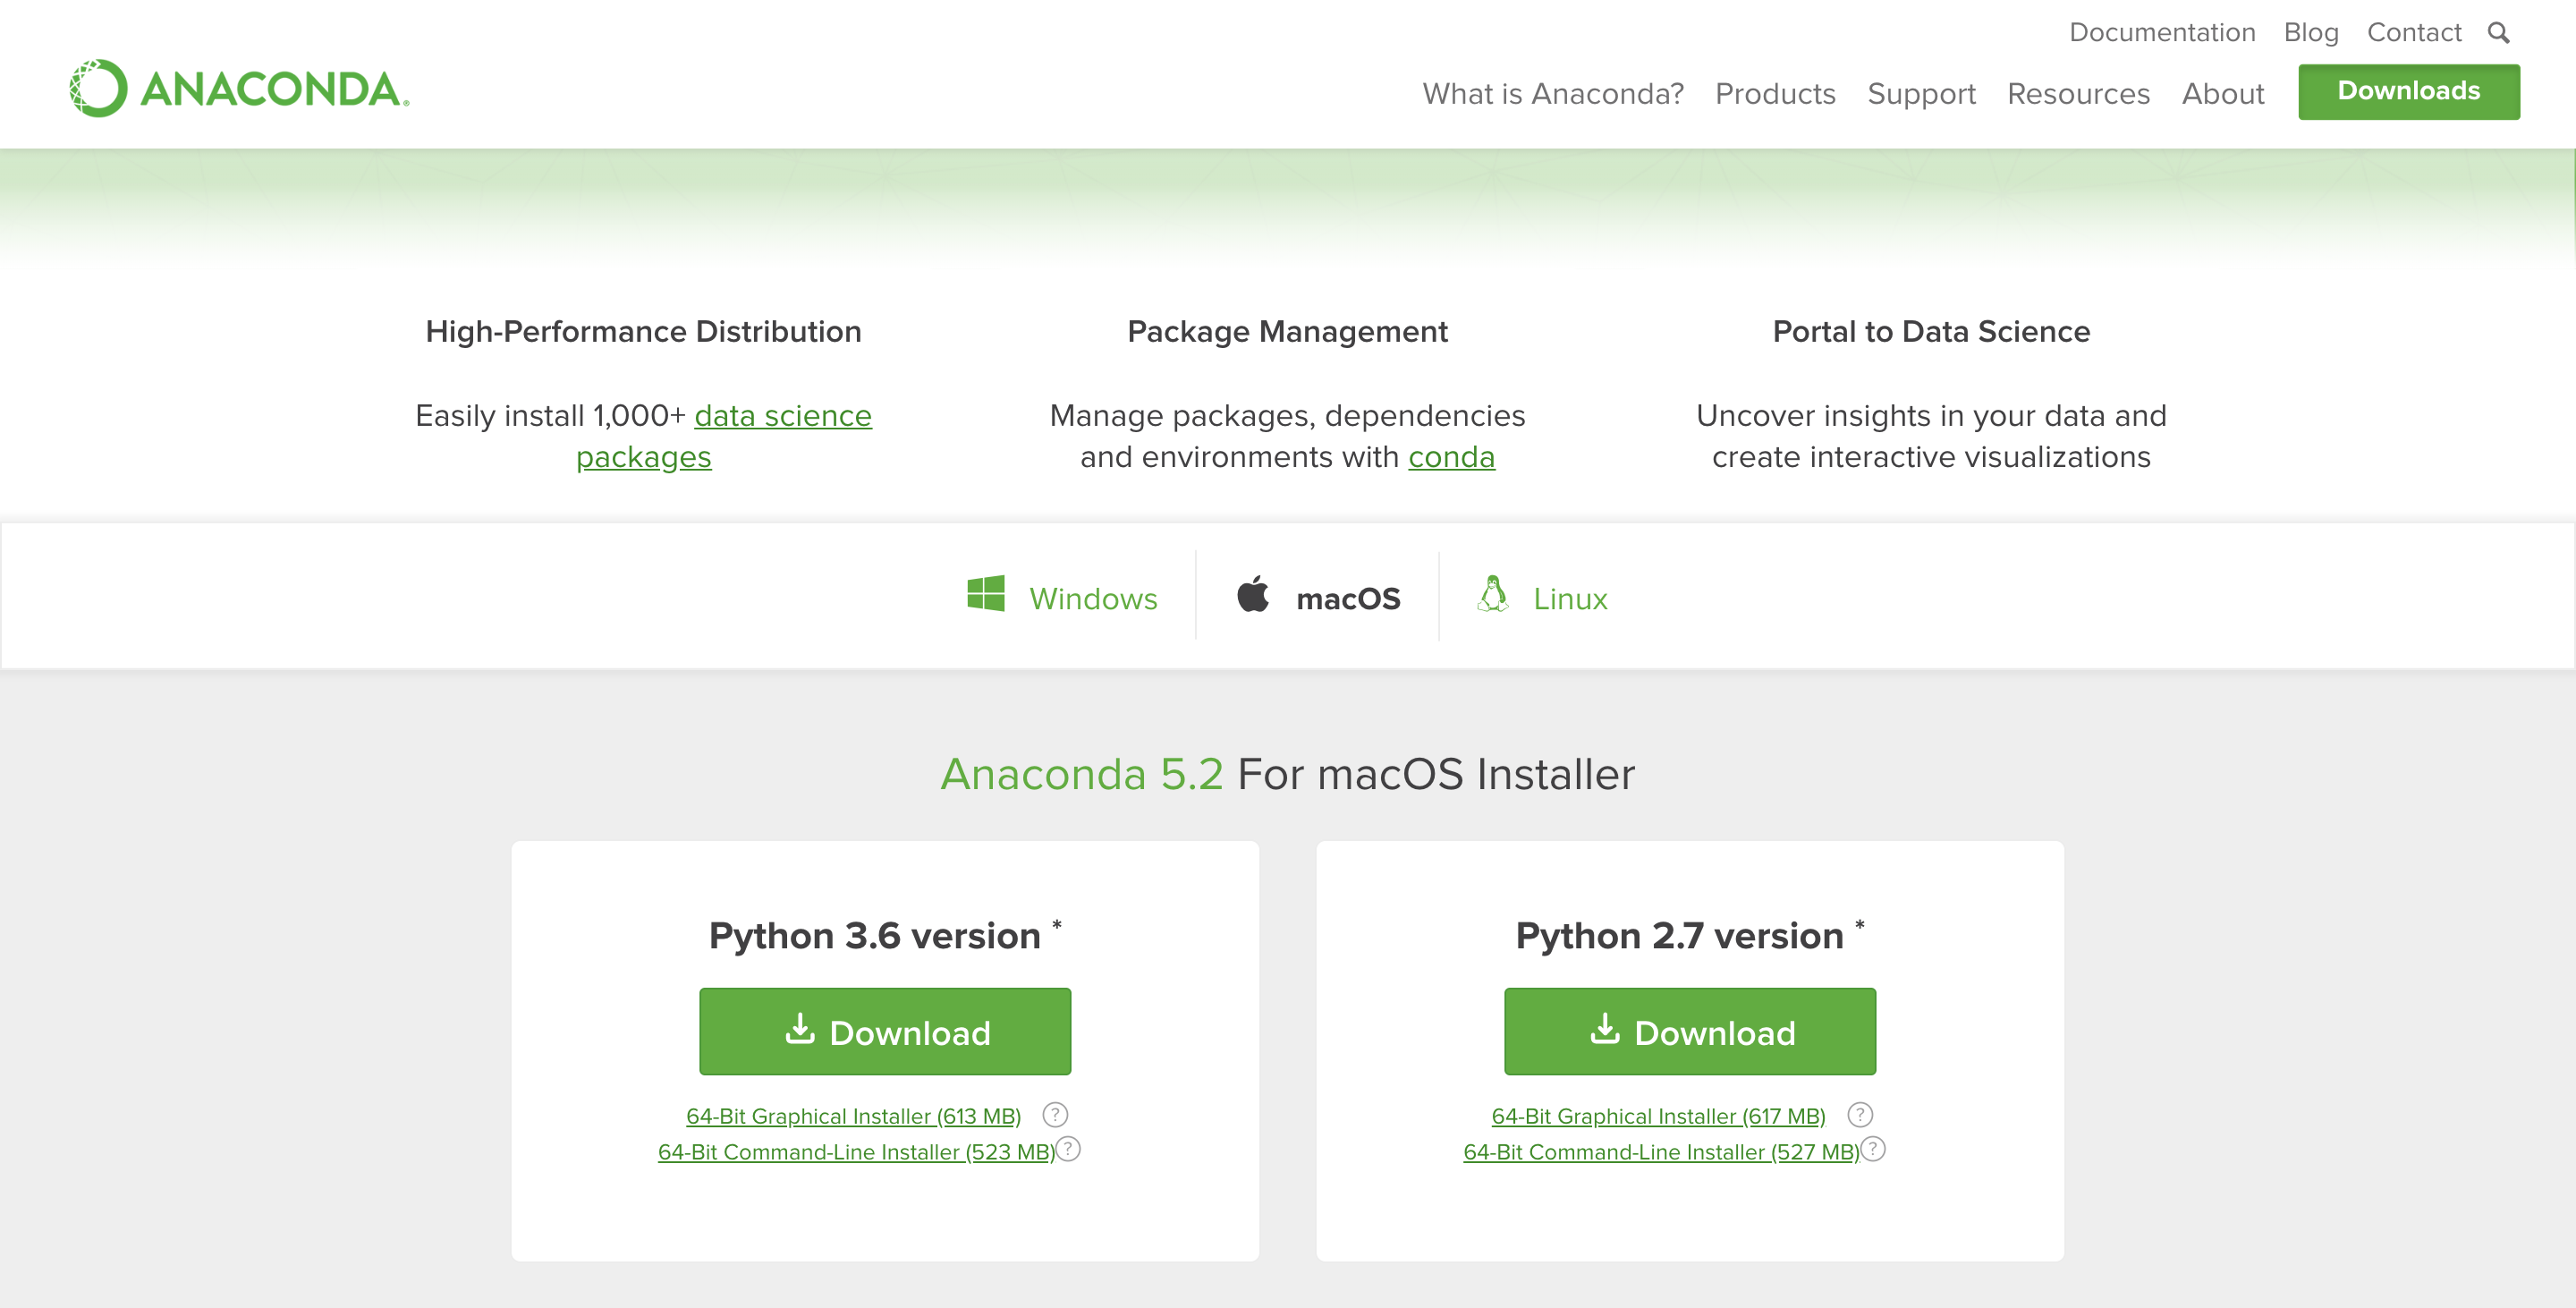 Documentation Blog Contact
ANACONDA®
What is Anaconda? Products Support Resources About Downloads
High-Performance Distribution
Easily install 1,000+ data science
packages
Package Management
Manage packages, dependencies
and environments with conda
Portal to Data Science
Uncover insights in your data and
create interactive visualizations
Windows macOS Linux
Anaconda 5.2 For macOS Installer
Python 3.6 version *
Download
64-Bit Graphical Installer (613 MB) ?
64-Bit Command-Line Installer (523 MB) ?
Python 2.7 version *
Download
64-Bit Graphical Installer (617 MB) ?
64-Bit Command-Line Installer (527 MB) ?